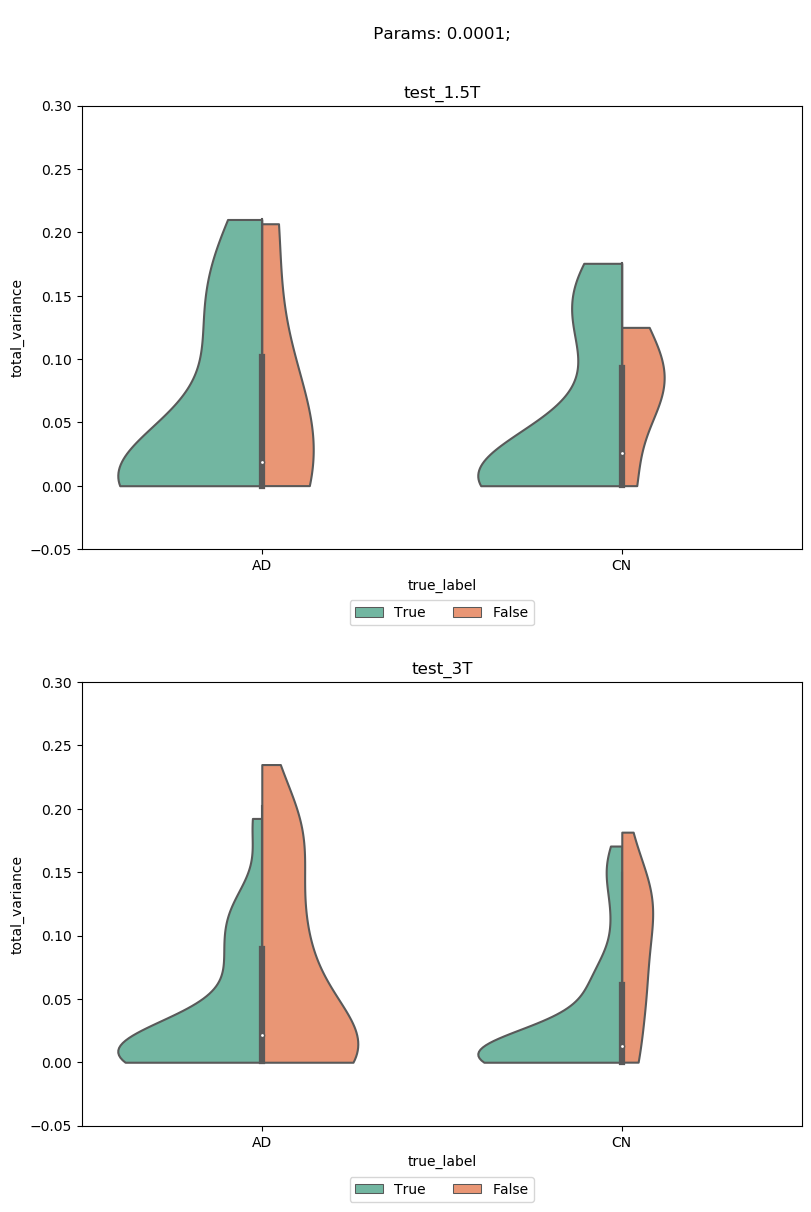 Params: 0.0001;
test_1.5T
0.30
0.25
0.20
0.15
0.10
0.05
0.00
−0.05
total_variance
AD CN
true_label
True False
test_3T
0.30
0.25
0.20
0.15
0.10
0.05
0.00
−0.05
total_variance
AD CN
true_label
True False